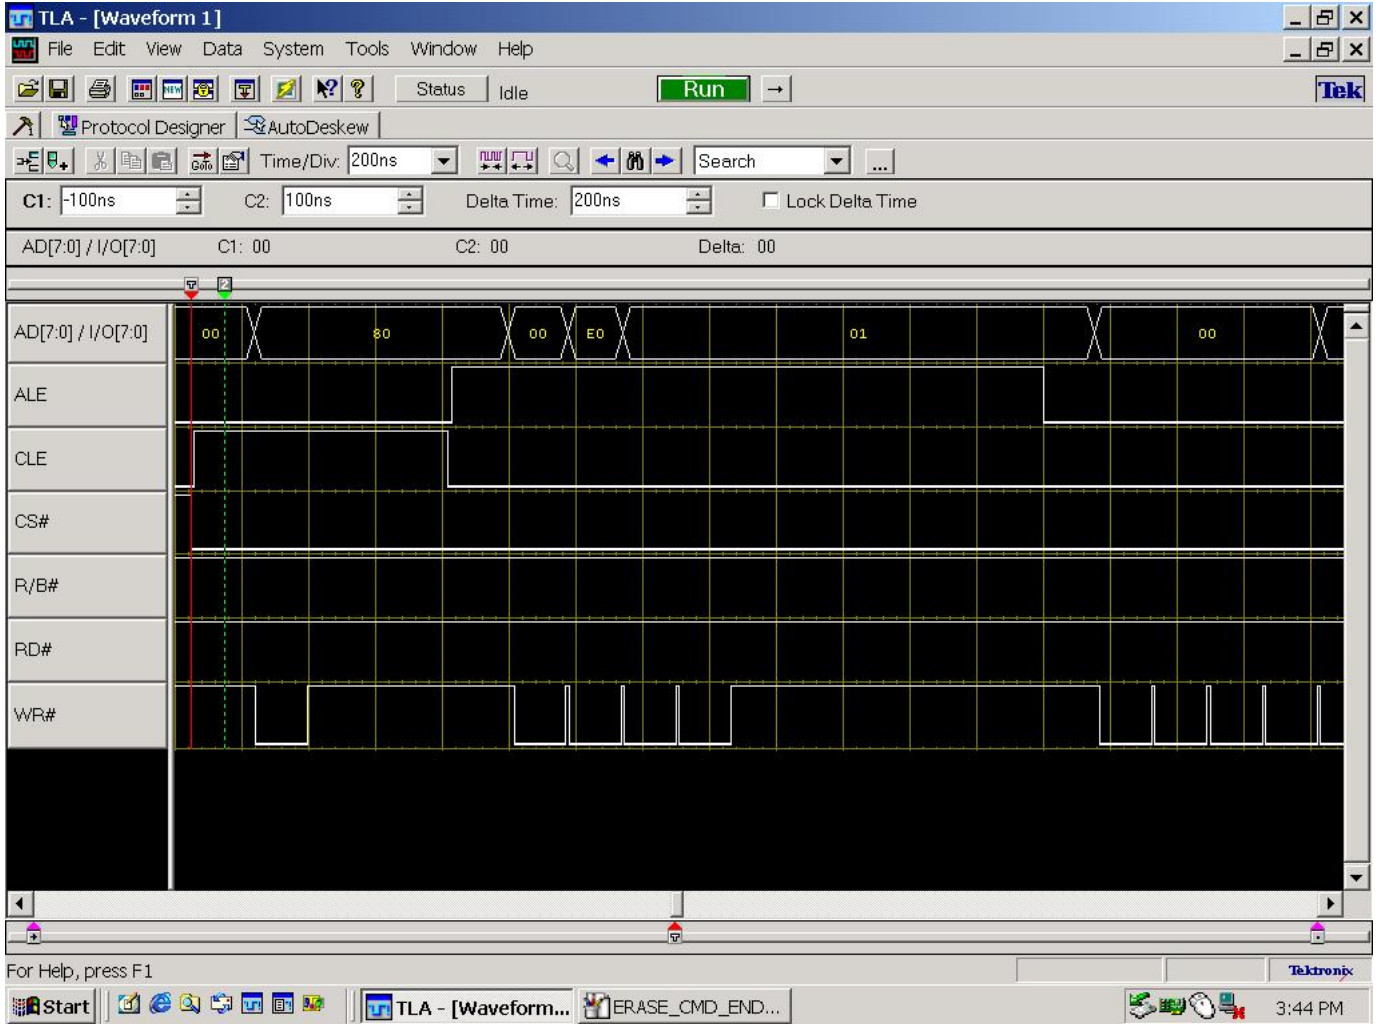 TLA - [Waveform 1]
File Edit View Data System Tools Window Help
NEW Status Idle Run Tek
Protocol Designer AutoDeskew
Goto Time/Div: 200ns Search ...
C1: -100ns C2: 100ns Delta Time: 200ns Lock Delta Time
AD[7:0] / I/O[7:0] C1: 00 C2: 00 Delta: 00
T 2
AD[7:0] / I/O[7:0] 00 80 00 E0 01 00
ALE
CLE
CS#
R/B#
RD#
WR#
T
For Help, press F1 Tektronix
Start TLA - [Waveform... ERASE_CMD_END... 3:44 PM